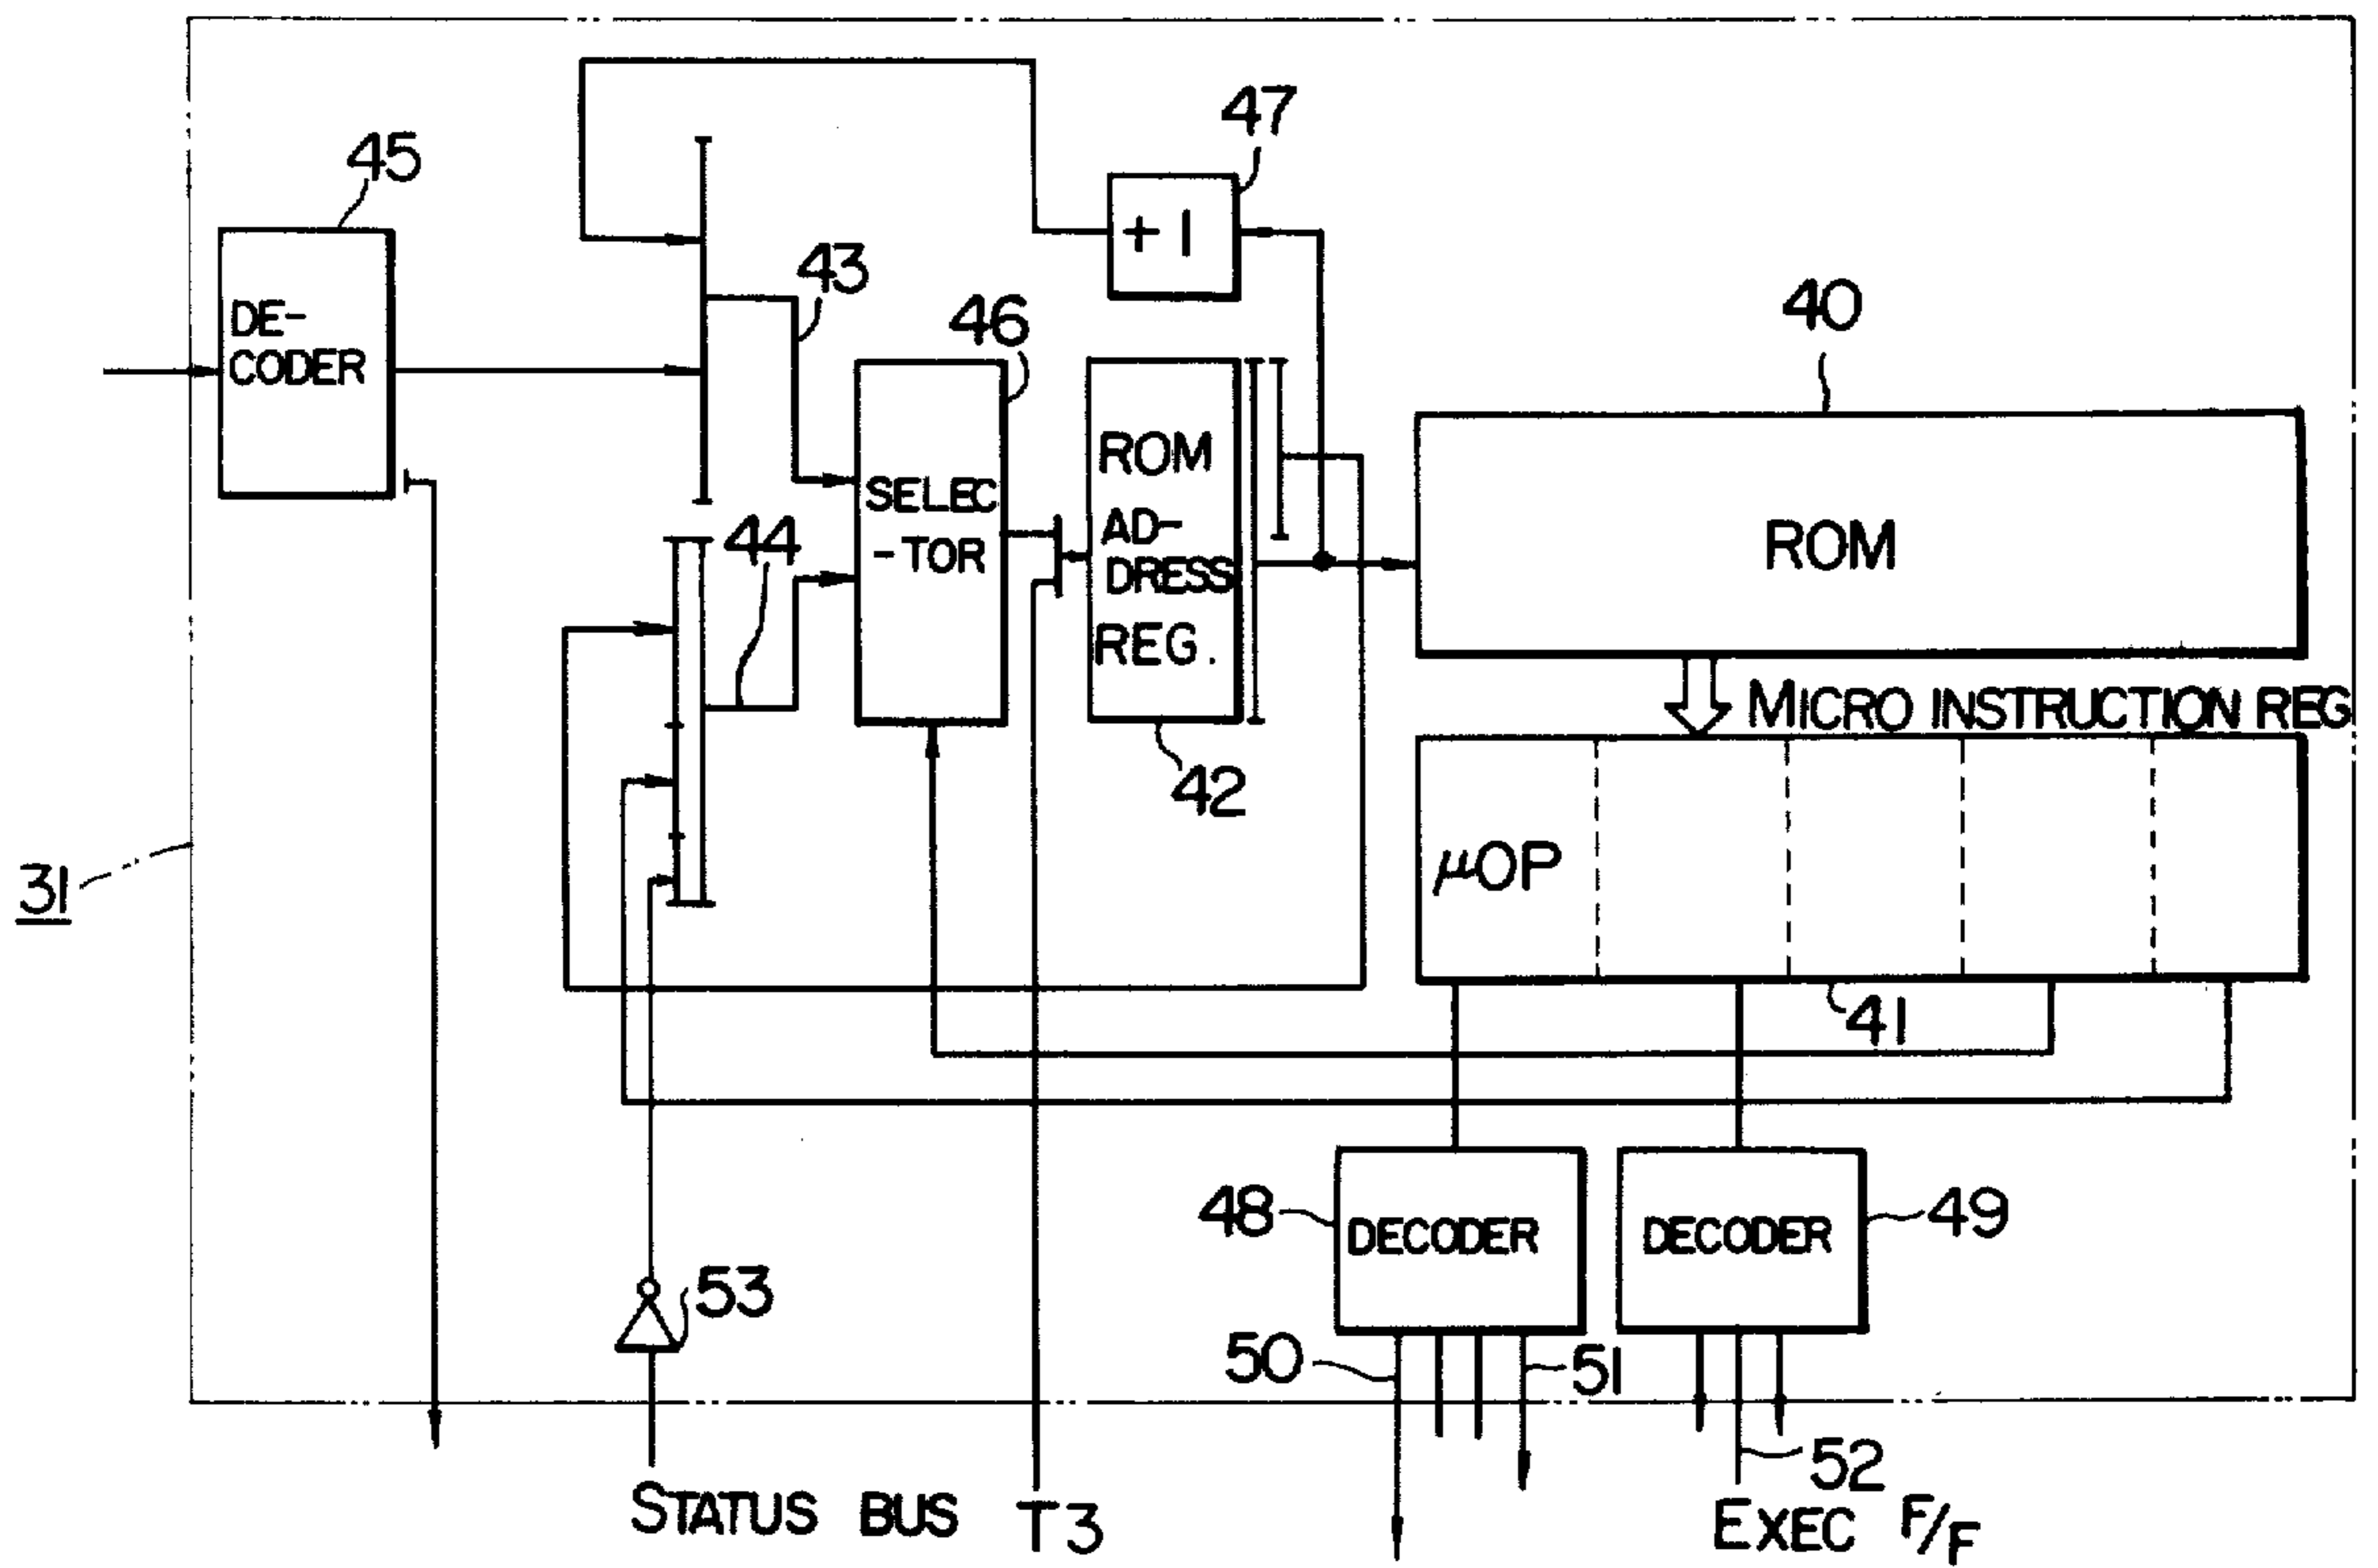 47
45
+1
43
46
40
DE-
CODER
ROM
SELEC
-TOR
AD-
DRESS
REG.
ROM
44
MICRO INSTRUCTION REG
42
μOP
31
41
48
DECODER
DECODER
49
53
50
51
52
STATUS BUS
T3
EXEC F/F